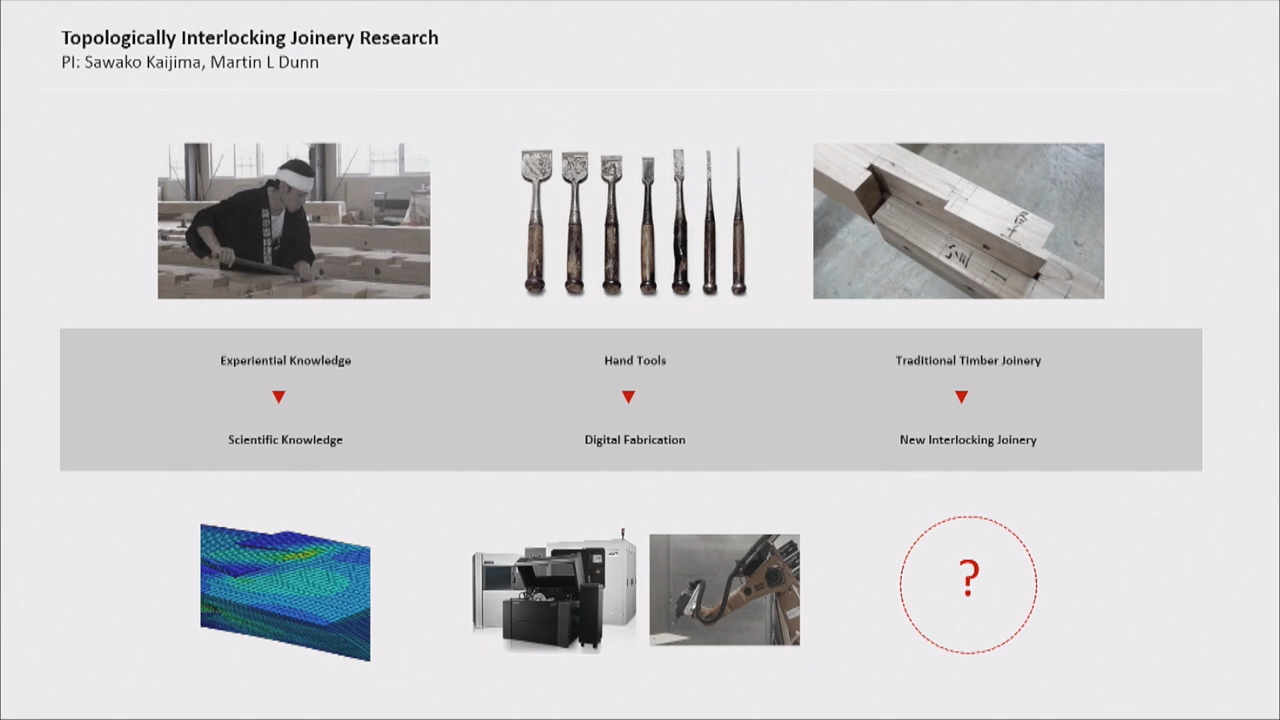 Topologically Interlocking Joinery Research
PI: Sawako Kaijima, Martin L Dunn
Experiential Knowledge
Hand Tools
Traditional Timber Joinery
Scientific Knowledge
Digital Fabrication
New Interlocking Joinery
?